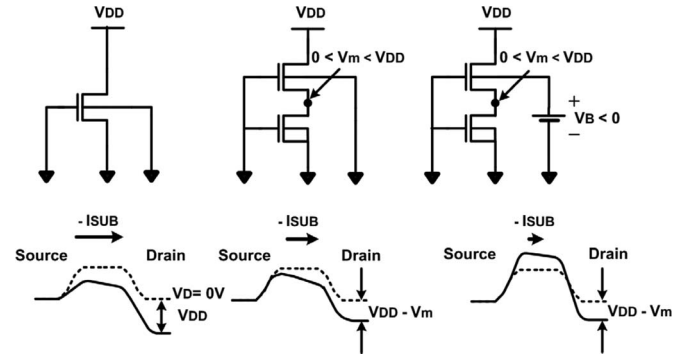 VDD
VDD
VDD
0 < Vm < VDD
0 < Vm < VDD
+
VB < 0
−
- ISUB
- ISUB
- ISUB
Source
Drain
Source
Drain
Source
Drain
VD= 0V
VDD
VDD - Vm
VDD - Vm